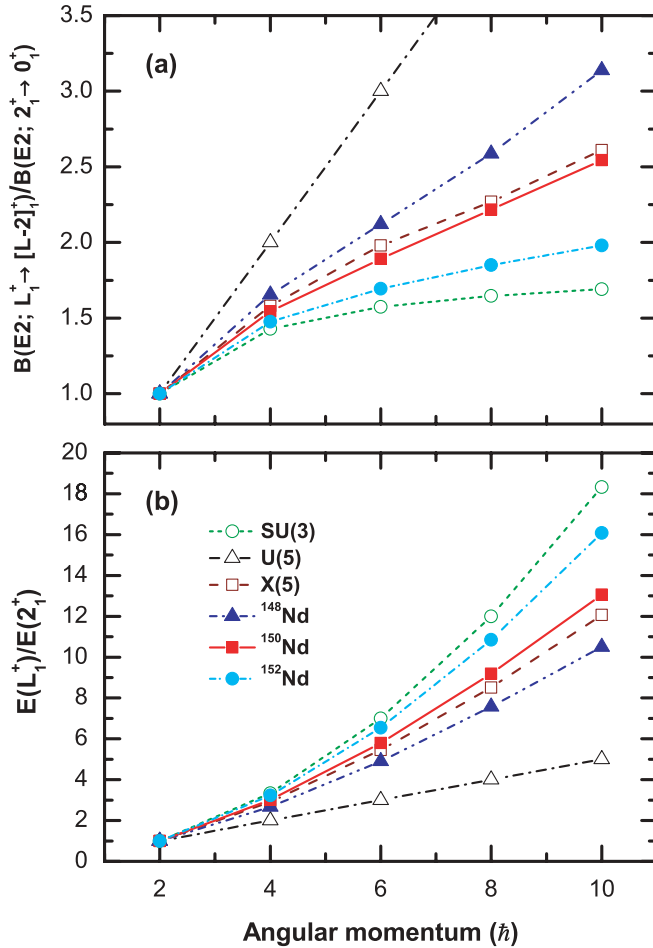 B(E2; L₁⁺→ [L-2]₁⁺)/B(E2; 2₁⁺→ 0₁⁺)
3.5
3.0
2.5
2.0
1.5
1.0
(a)
E(L₁⁺)/E(2₁⁺)
20
18
16
14
12
10
8
6
4
2
0
(b)
SU(3)
U(5)
X(5)
¹⁴⁸Nd
¹⁵⁰Nd
¹⁵²Nd
2 4 6 8 10
Angular momentum (ℏ)